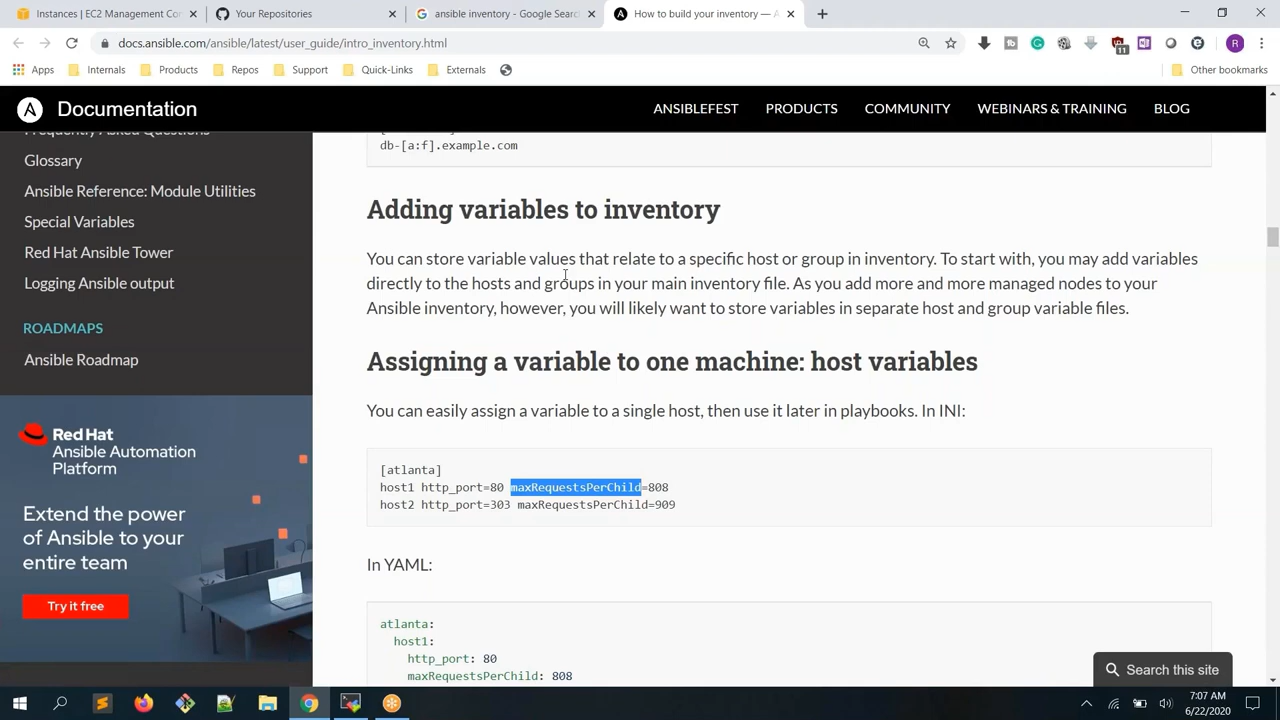 Instances | EC2 Management Con
Your Repositories
ansible inventory - Google Search
How to build your inventory — A
docs.ansible.com/ansible/latest/user_guide/intro_inventory.html
11
R
Apps
Internals
Products
Repos
Support
Quick-Links
Externals
Other bookmarks
A
Documentation
ANSIBLEFEST
PRODUCTS
COMMUNITY
WEBINARS & TRAINING
BLOG
Frequently Asked Questions
Glossary
Ansible Reference: Module Utilities
Special Variables
Red Hat Ansible Tower
Logging Ansible output
ROADMAPS
Ansible Roadmap
Red Hat
Ansible Automation
Platform
Extend the power
of Ansible to your
entire team
Try it free
db-[a:f].example.com
Adding variables to inventory
You can store variable values that relate to a specific host or group in inventory. To start with, you may add variables
directly to the hosts and groups in your main inventory file. As you add more and more managed nodes to your
Ansible inventory, however, you will likely want to store variables in separate host and group variable files.
Assigning a variable to one machine: host variables
You can easily assign a variable to a single host, then use it later in playbooks. In INI:
[atlanta]
host1 http_port=80 maxRequestsPerChild=808
host2 http_port=303 maxRequestsPerChild=909
In YAML:
atlanta:
host1:
http_port: 80
maxRequestsPerChild: 808
Search this site
7:07 AM
6/22/2020